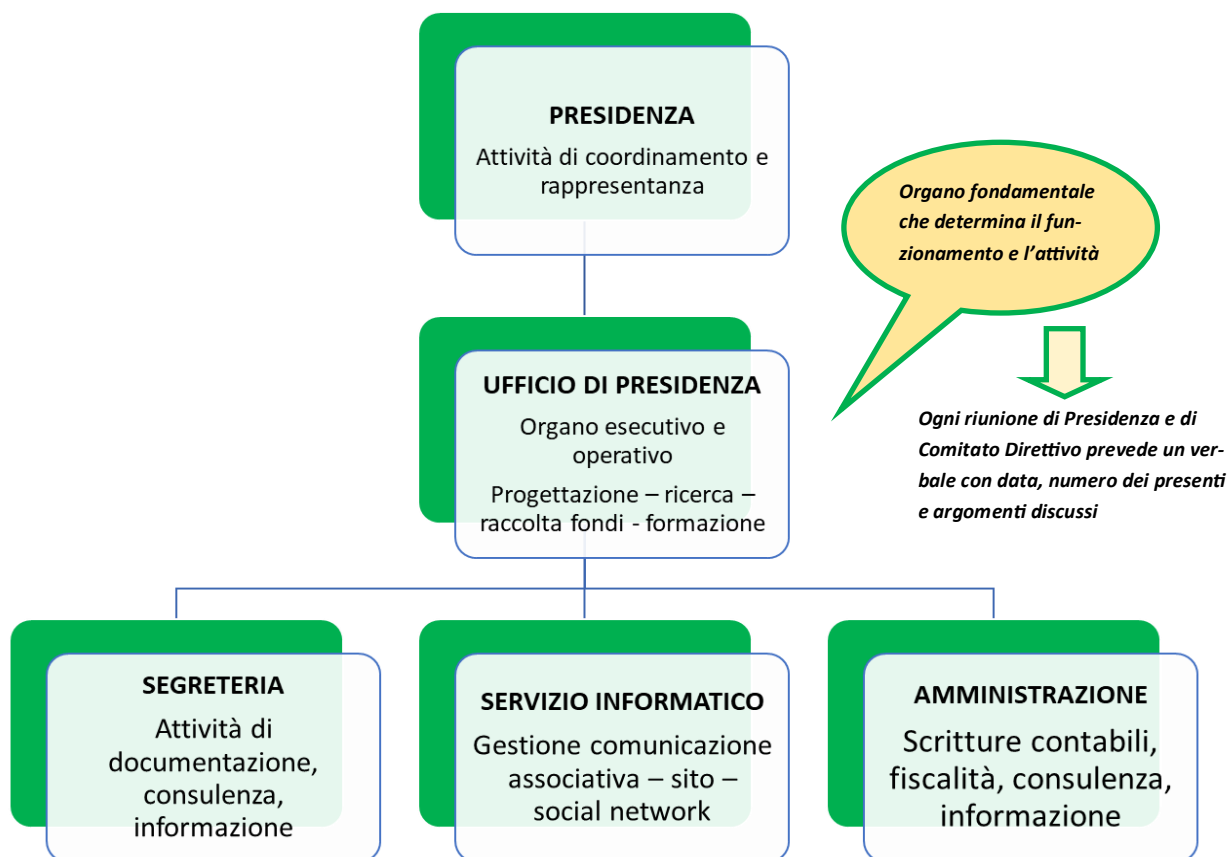 PRESIDENZA
Attività di coordinamento e
rappresentanza
Organo fondamentale
che determina il fun-
zionamento e l’attività
UFFICIO DI PRESIDENZA
Organo esecutivo e
operativo
Progettazione – ricerca –
raccolta fondi - formazione
Ogni riunione di Presidenza e di
Comitato Direttivo prevede un ver-
bale con data, numero dei presenti
e argomenti discussi
SEGRETERIA
Attività di
documentazione,
consulenza,
informazione
SERVIZIO INFORMATICO
Gestione comunicazione
associativa – sito –
social network
AMMINISTRAZIONE
Scritture contabili,
fiscalità, consulenza,
informazione